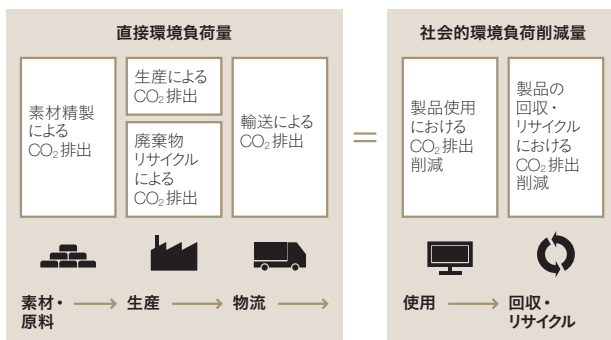 直接環境負荷量
素材精製
による
CO₂排出
生産による
CO₂排出
廃棄物
リサイクル
による
CO₂排出
輸送による
CO₂排出
素材・
原料
生産
物流
=
社会的環境負荷削減量
製品使用
における
CO₂排出
削減
製品の
回収・
リサイクル
における
CO₂排出
削減
使用
回収・
リサイクル